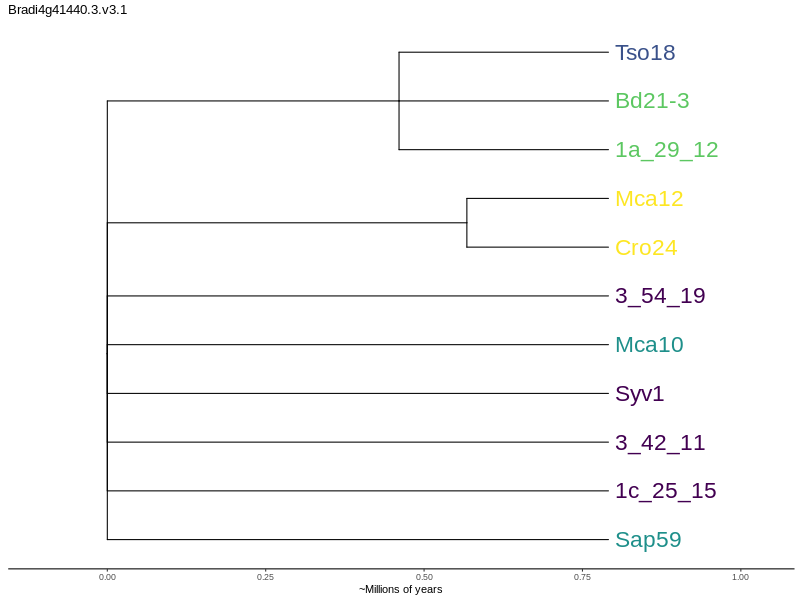 Bradi4g41440.3.v3.1
Tso18
Bd21-3
1a_29_12
Mca12
Cro24
3_54_19
Mca10
Syv1
3_42_11
1c_25_15
Sap59
0.00 0.25 0.50 0.75 1.00
~Millions of years